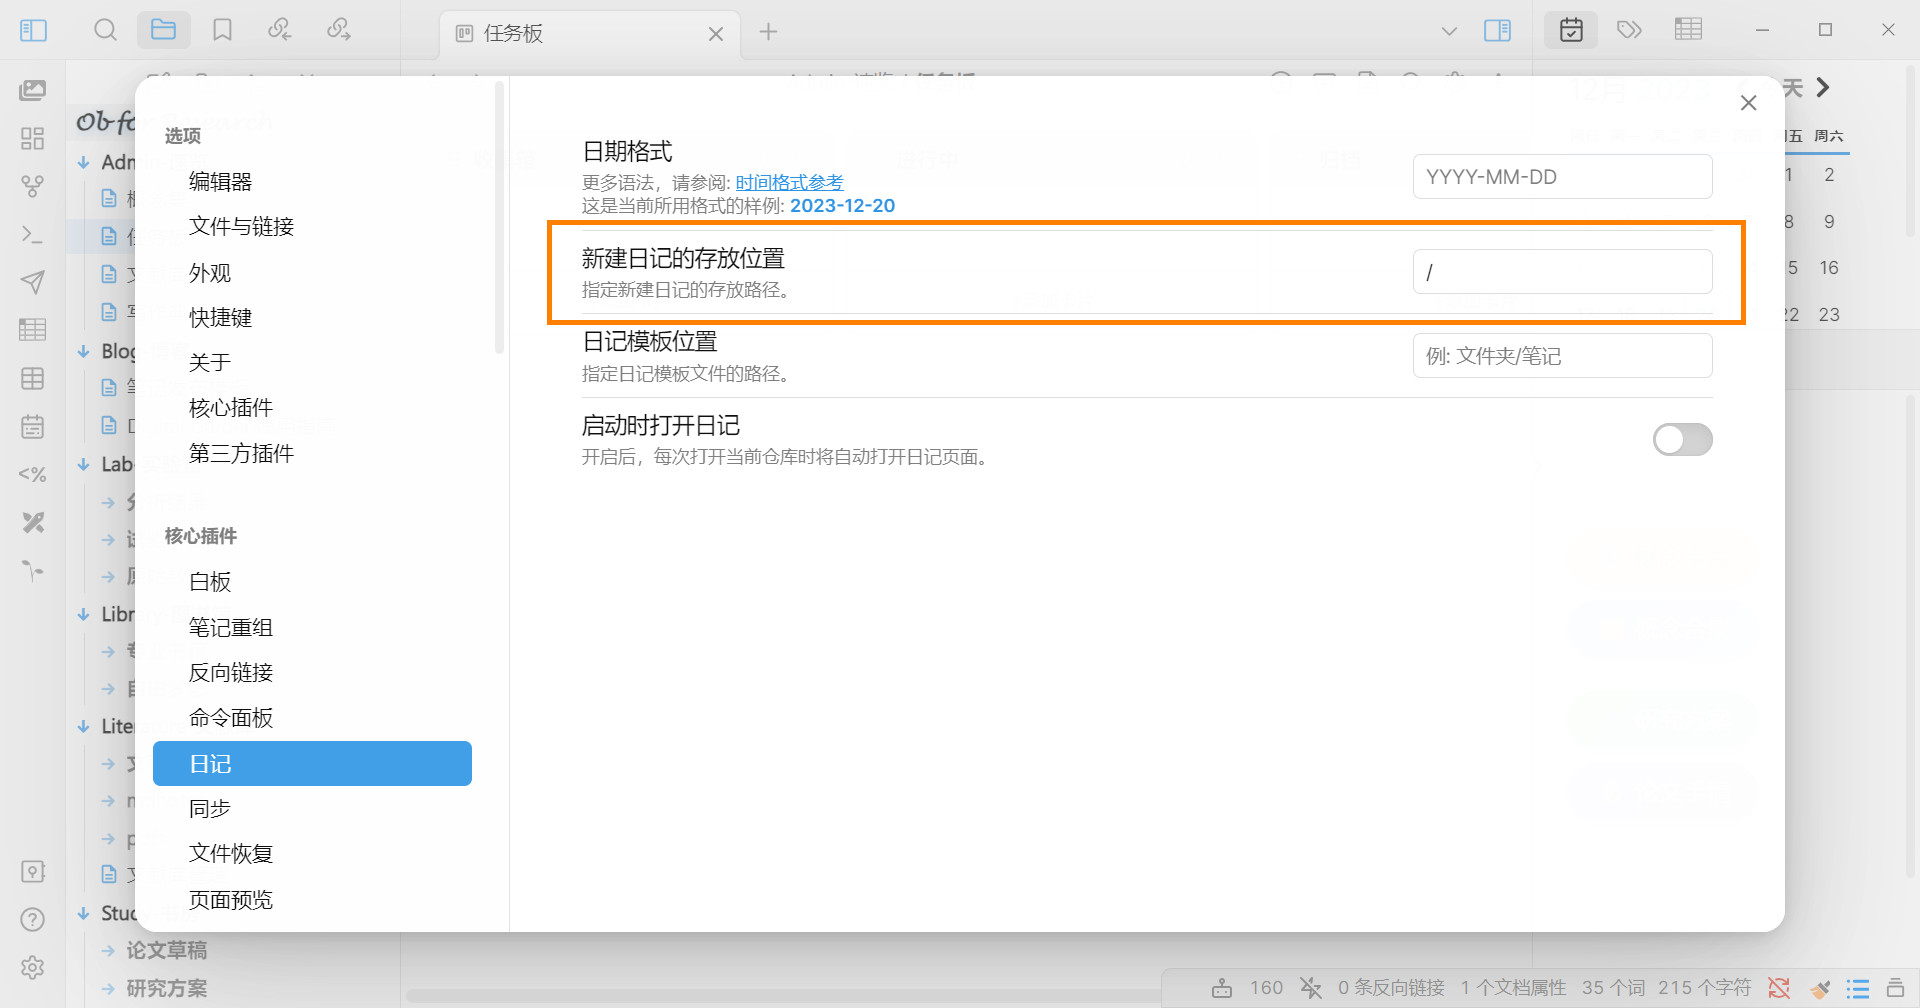 任务板
选项
编辑器
文件与链接
外观
快捷键
关于
核心插件
第三方插件
核心插件
白板
笔记重组
反向链接
命令面板
日记
同步
文件恢复
页面预览
日期格式
更多语法，请参阅: 时间格式参考
这是当前所用格式的样例: 2023-12-20
YYYY-MM-DD
新建日记的存放位置
指定新建日记的存放路径。
/
日记模板位置
指定日记模板文件的路径。
例: 文件夹/笔记
启动时打开日记
开启后，每次打开当前仓库时将自动打开日记页面。
Ob for
Blog
Lab
论文草稿
研究方案
天
五 周六
1 2
8 9
5 16
22 23
160 0 条反向链接 1 个文档属性 35 个词 215 个字符